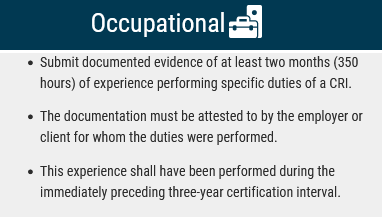 Occupational
• Submit documented evidence of at least two months (350
hours) of experience performing specific duties of a CRI.
• The documentation must be attested to by the employer or
client for whom the duties were performed.
• This experience shall have been performed during the
immediately preceding three-year certification interval.